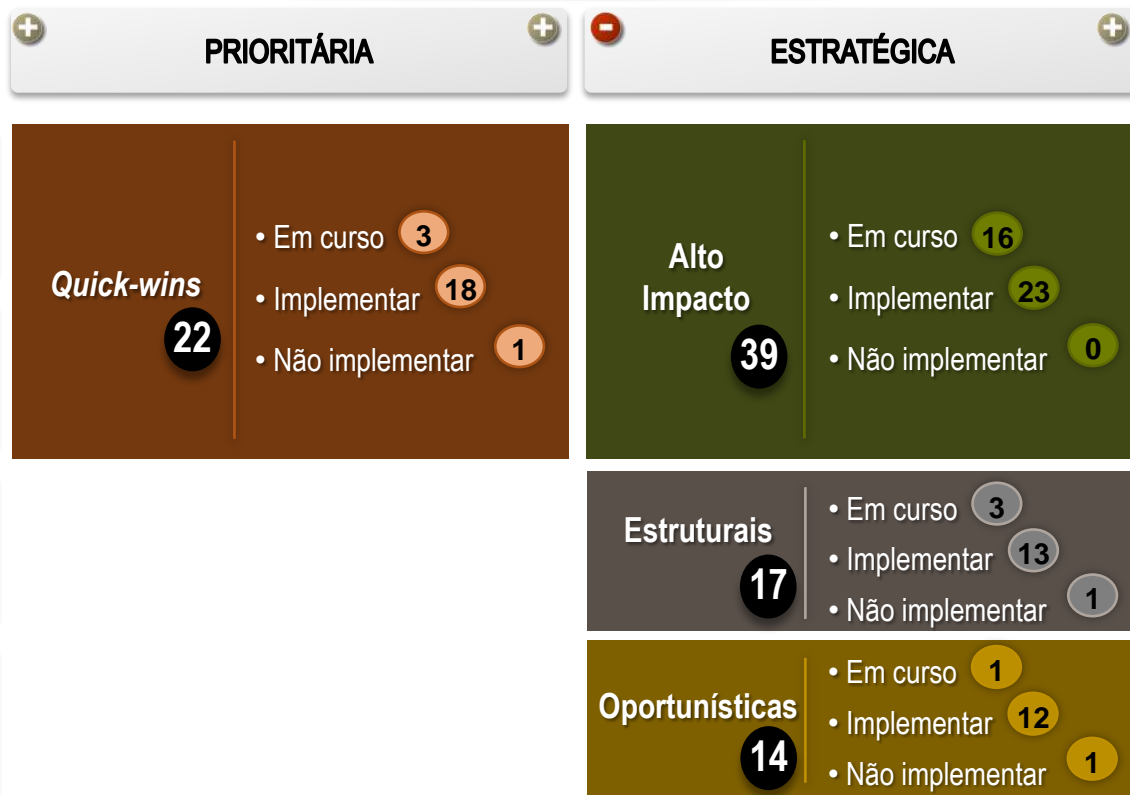 PRIORITÁRIA
ESTRATÉGICA
Quick-wins
22
• Em curso 3
• Implementar 18
• Não implementar 1
Alto
Impacto
39
• Em curso 16
• Implementar 23
• Não implementar 0
Estruturais
17
• Em curso 3
• Implementar 13
• Não implementar 1
Oportunísticas
14
• Em curso 1
• Implementar 12
• Não implementar 1